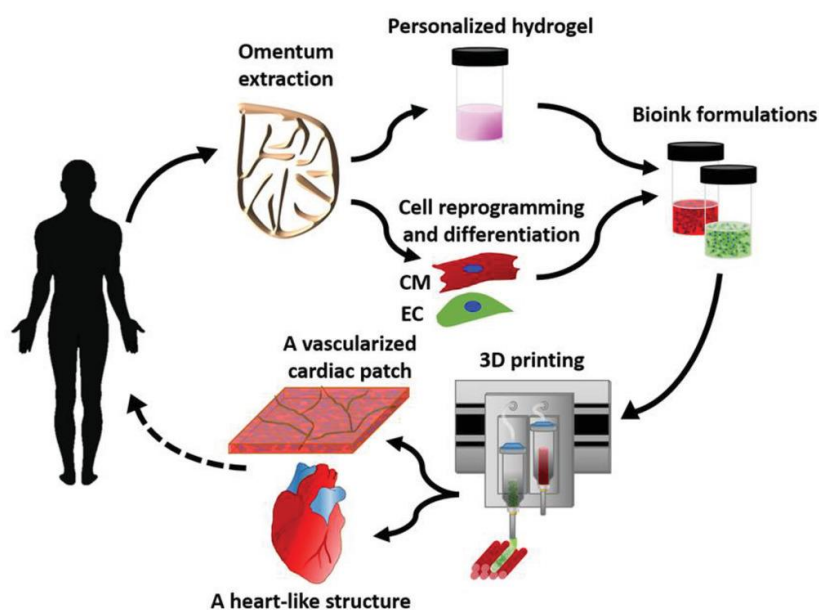 Personalized hydrogel
Omentum
extraction
Bioink formulations
Cell reprogramming
and differentiation
CM
EC
A vascularized
cardiac patch
3D printing
A heart-like structure